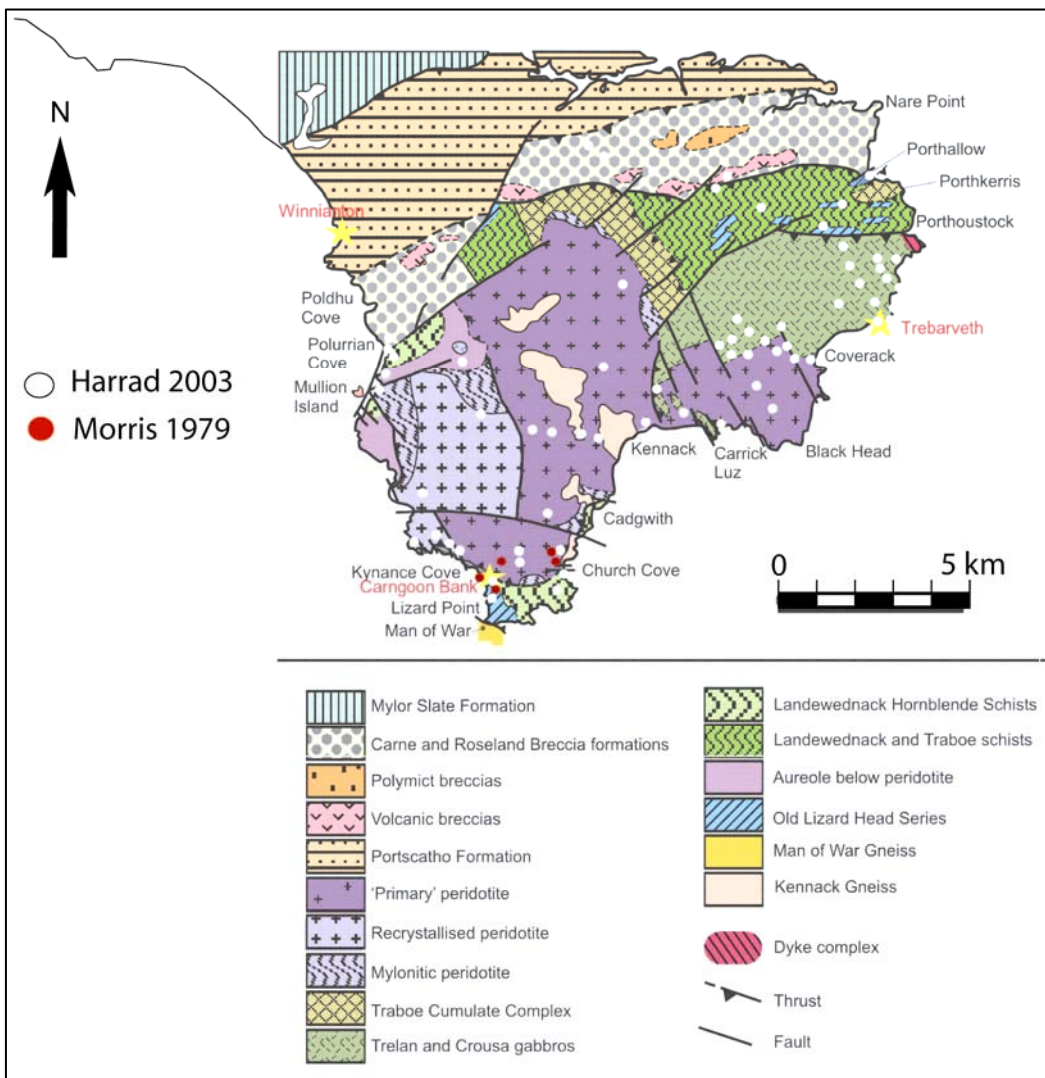 N
Nare Point
Porthallow
Porthkerris
Winnianton
Porthoustock
Poldhu
Cove
Trebarveth
Polurrian
Cove
Coverack
Harrad 2003
Mullion
Island
Morris 1979
Kennack
Carrick
Luz
Black Head
Cadgwith
0 5 km
Kynance Cove
Church Cove
Carngoon Bank
Lizard Point
Man of War
Mylor Slate Formation
Carne and Roseland Breccia formations
Polymict breccias
Volcanic breccias
Portscatho Formation
'Primary' peridotite
Recrystallised peridotite
Mylonitic peridotite
Traboe Cumulate Complex
Trelan and Crousa gabbros
Landewednack Hornblende Schists
Landewednack and Traboe schists
Aureole below peridotite
Old Lizard Head Series
Man of War Gneiss
Kennack Gneiss
Dyke complex
Thrust
Fault